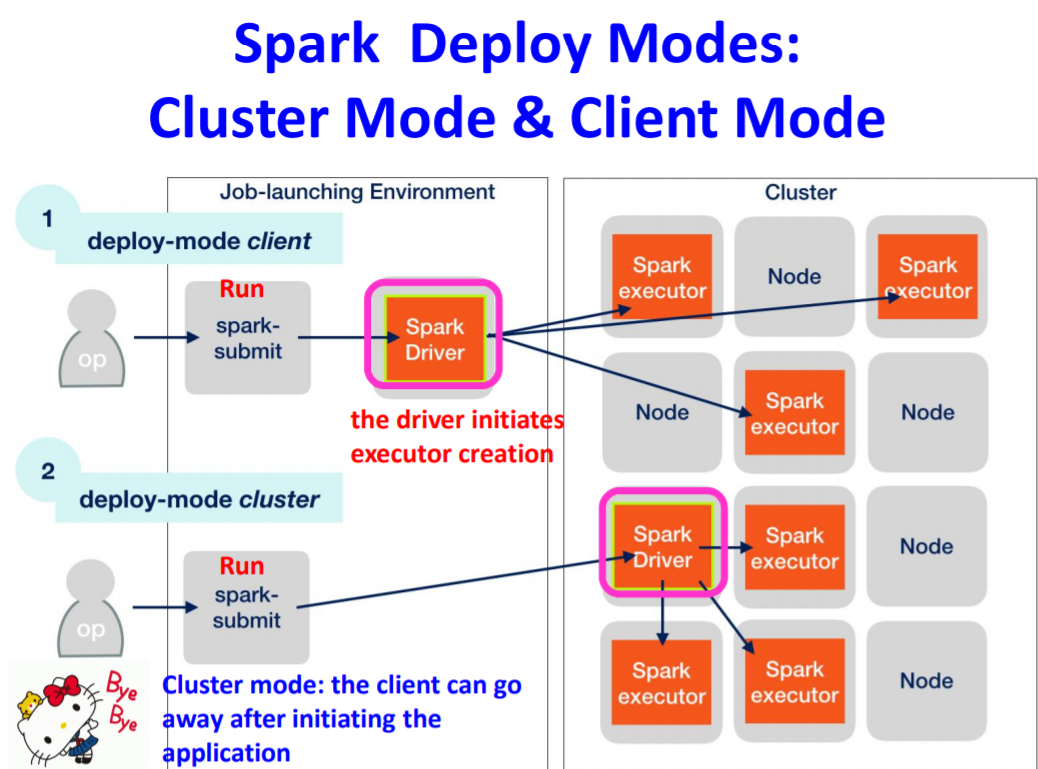 Spark Deploy Modes:
Cluster Mode & Client Mode
Job-launching Environment
Cluster
1
deploy-mode client
op
Run
spark-
submit
Spark
Driver
the driver initiates
executor creation
Spark
executor
Node
Spark
executor
Node
Spark
executor
Node
2
deploy-mode cluster
op
Run
spark-
submit
Spark
Driver
Spark
executor
Node
Spark
executor
Spark
executor
Node
Bye
Bye
Cluster mode: the client can go
away after initiating the
application